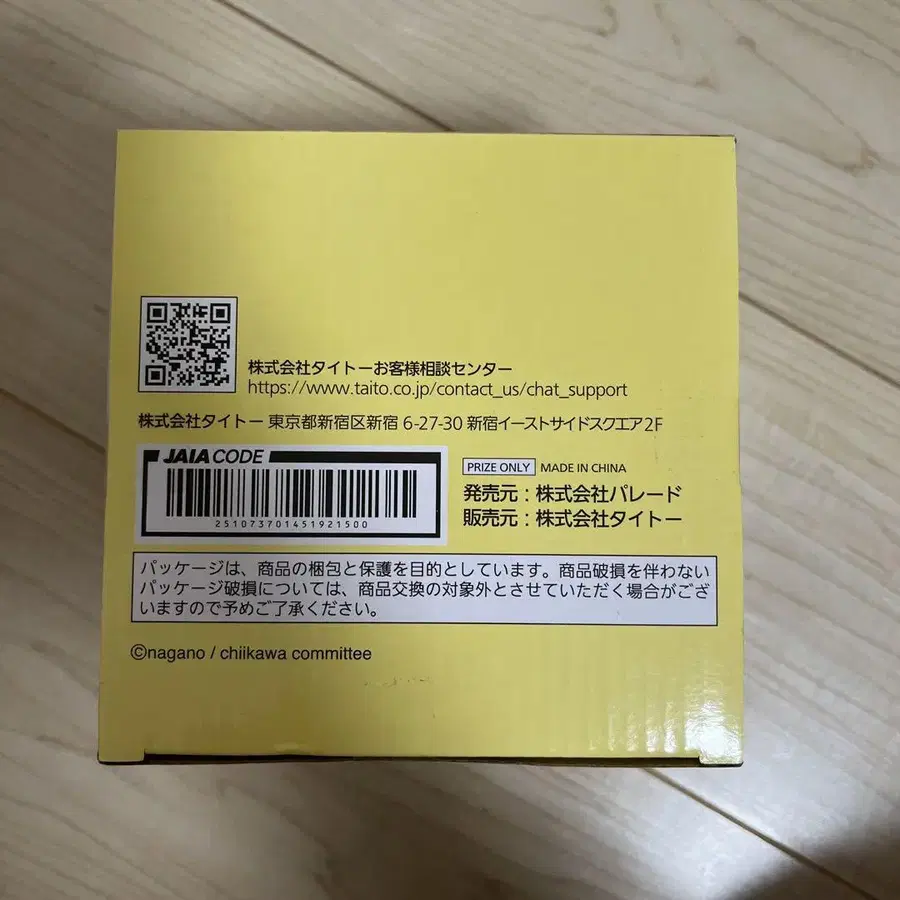 株式会社タイトーお客様相談センター
https://www.taito.co.jp/contact_us/chat_support
株式会社タイトー 東京都新宿区新宿 6-27-30 新宿イーストサイドスクエア2F
JAIA CODE
251073701451921500
PRIZE ONLY MADE IN CHINA
発売元：株式会社パレード
販売元：株式会社タイトー
パッケージは、商品の梱包と保護を目的としています。商品破損を伴わない
パッケージ破損については、商品交換の対象外とさせていただく場合がござ
いますので予めご了承ください。
©nagano / chiikawa committee